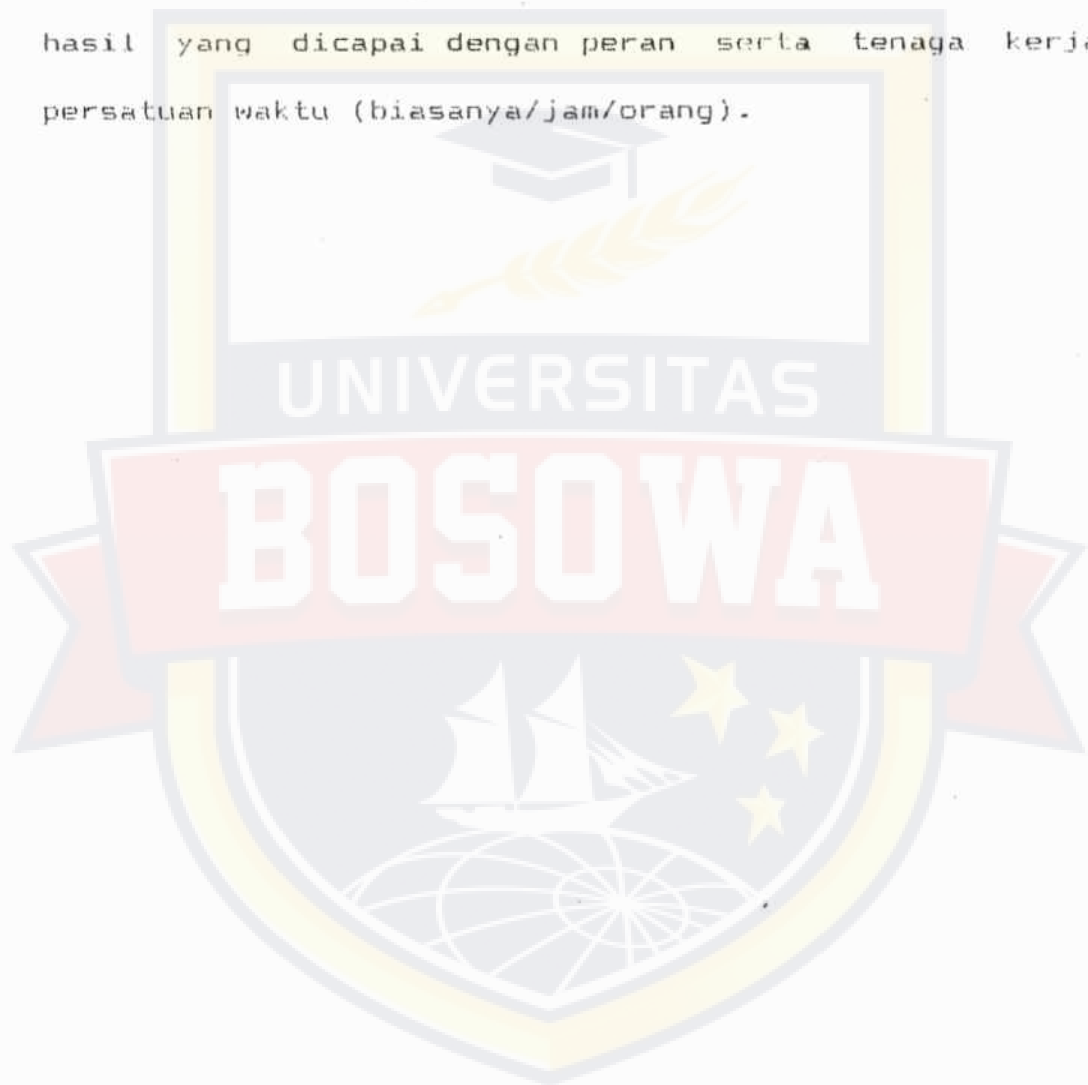 hasil yang dicapai dengan peran serta tenaga kerja
persatuan waktu (biasanya/jam/orang).
UNIVERSITAS
BOSOWA